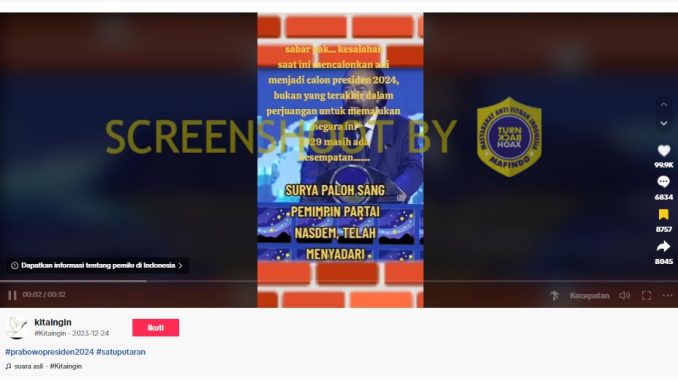 sabar pak... kesalahan
saat ini mencalonkan
menjadi calon presiden 2024,
bukan yang terakhir dalam
perjuangan untuk memajukan
negara ini
masih ada
kesempatan.......
SCREENSHOOT BY
MASYARAKAT ANTI FITNAH INDONESIA
TURN
BACK
HOAX
MAFINDO
SURYA PALOH SANG
PEMIMPIN PARTAI
NASDEM, TELAH
MENYADARI
99.9K
6834
8757
8045
Dapatkan informasi tentang pemilu di Indonesia >
00:02 / 00:12
Kecepatan
kitaingin
#Kitaingin · 2023-12-24
Ikuti
#prabowopresiden2024 #satuputaran
suara asli - #Kitaingin